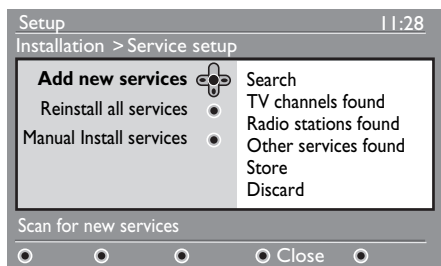 Setup 11:28
Installation > Service setup
Add new services
Reinstall all services
Manual Install services
Search
TV channels found
Radio stations found
Other services found
Store
Discard
Scan for new services
Close